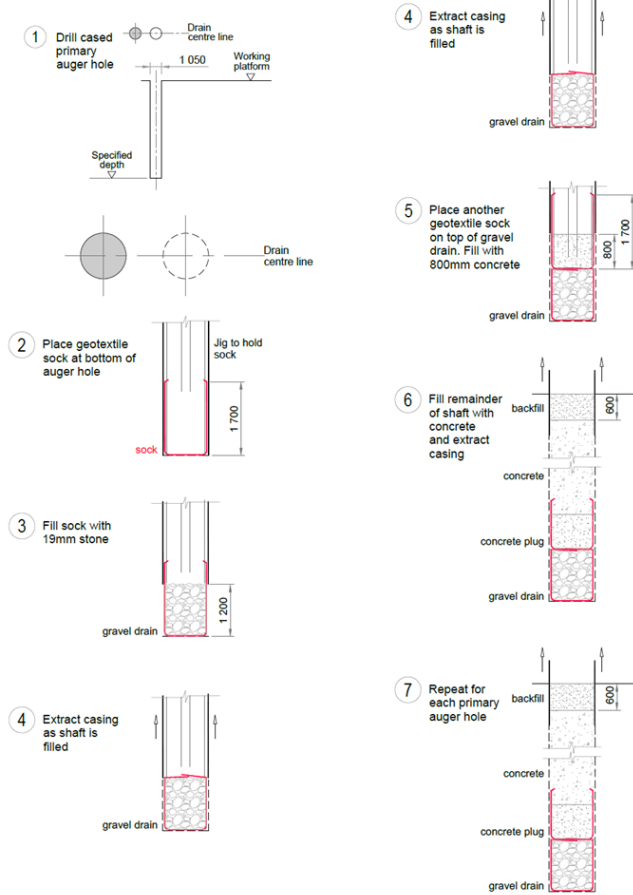 1
Drill cased
primary
auger hole
Drain
centre line
1 050
Working
platform
Specified
depth
Drain
centre line
2
Place geotextile
sock at bottom of
auger hole
Jig to hold
sock
1 700
sock
3
Fill sock with
19mm stone
1 200
gravel drain
4
Extract casing
as shaft is
filled
gravel drain
4
Extract casing
as shaft is
filled
gravel drain
5
Place another
geotextile sock
on top of gravel
drain. Fill with
800mm concrete
800
1 700
gravel drain
6
Fill remainder
of shaft with
concrete
and extract
casing
backfill
600
concrete
concrete plug
gravel drain
7
Repeat for
each primary
auger hole
backfill
600
concrete
concrete plug
gravel drain